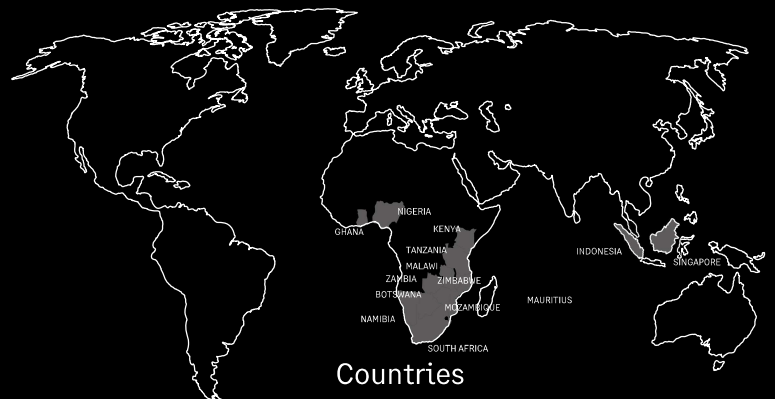 NIGERIA
GHANA
KENYA
TANZANIA
INDONESIA
SINGAPORE
MALAWI
ZAMBIA
ZIMBABWE
BOTSWANA
MAURITIUS
MOZAMBIQUE
NAMIBIA
SOUTH AFRICA
Countries